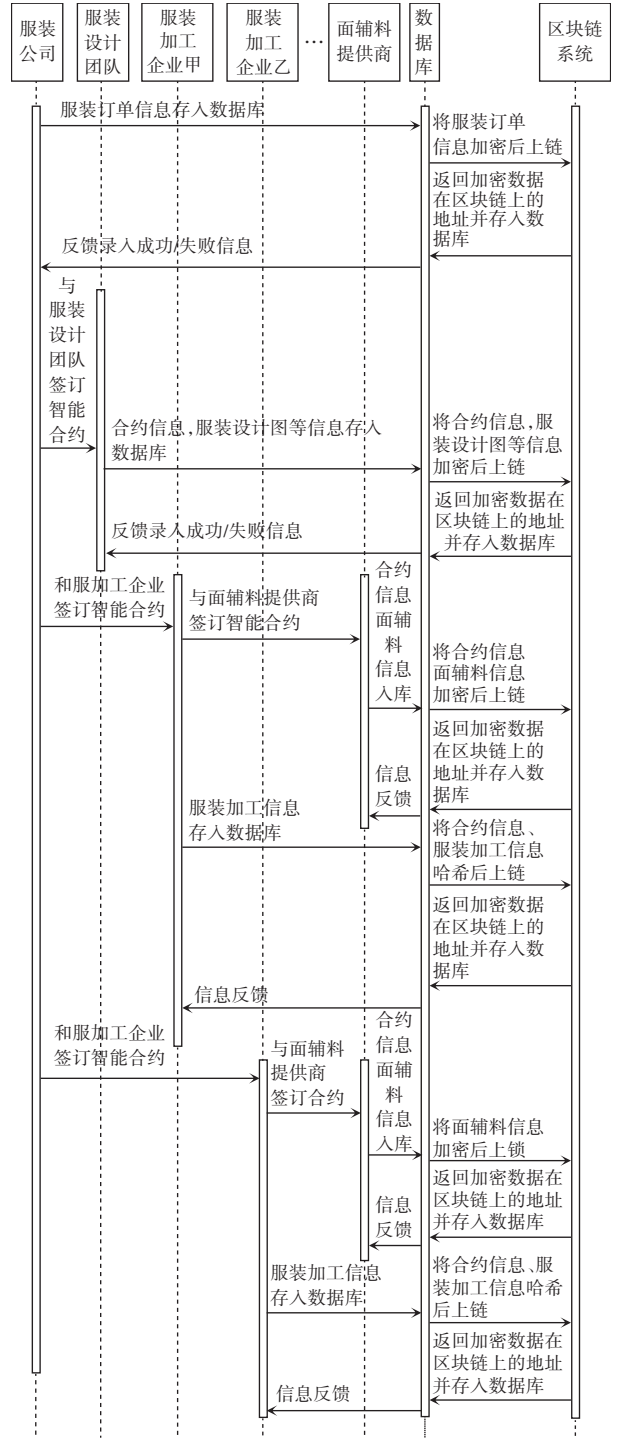 服装
公司
服装
设计
团队
服装
加工
企业甲
服装
加工
企业乙
…
面辅料
提供商
数
据
库
区块链
系统
服装订单信息存入数据库
将服装订单
信息加密后上链
返回加密数据
在区块链上的
地址并存入数
据库
反馈录入成功/失败信息
与
服装
设计
团队
签订
智能
合约
合约信息,服装设计图等信息存入
数据库
将合约信息,服
装设计图等信息
加密后上链
返回加密数据在
区块链上的地址
并存入数据库
反馈录入成功/失败信息
和服加工企业
签订智能合约
与面辅料提供商
签订智能合约
合约
信息
面辅
料
信息
入库
将合约信息
面辅料信息
加密后上链
返回加密数据
在区块链上的
地址并存入数
据库
信息
反馈
服装加工信息
存入数据库
将合约信息、
服装加工信息
哈希后上链
返回加密数据
在区块链上的
地址并存入数
据库
信息反馈
和服加工企业
签订智能合约
与面辅料
提供商
签订合约
合约
信息
面辅
料
信息
入库
将面辅料信息
加密后上锁
返回加密数据在
区块链上的地址
并存入数据库
信息
反馈
服装加工信息
存入数据库
将合约信息、服
装加工信息哈希
后上链
返回加密数据在
区块链上的地址
并存入数据库
信息反馈